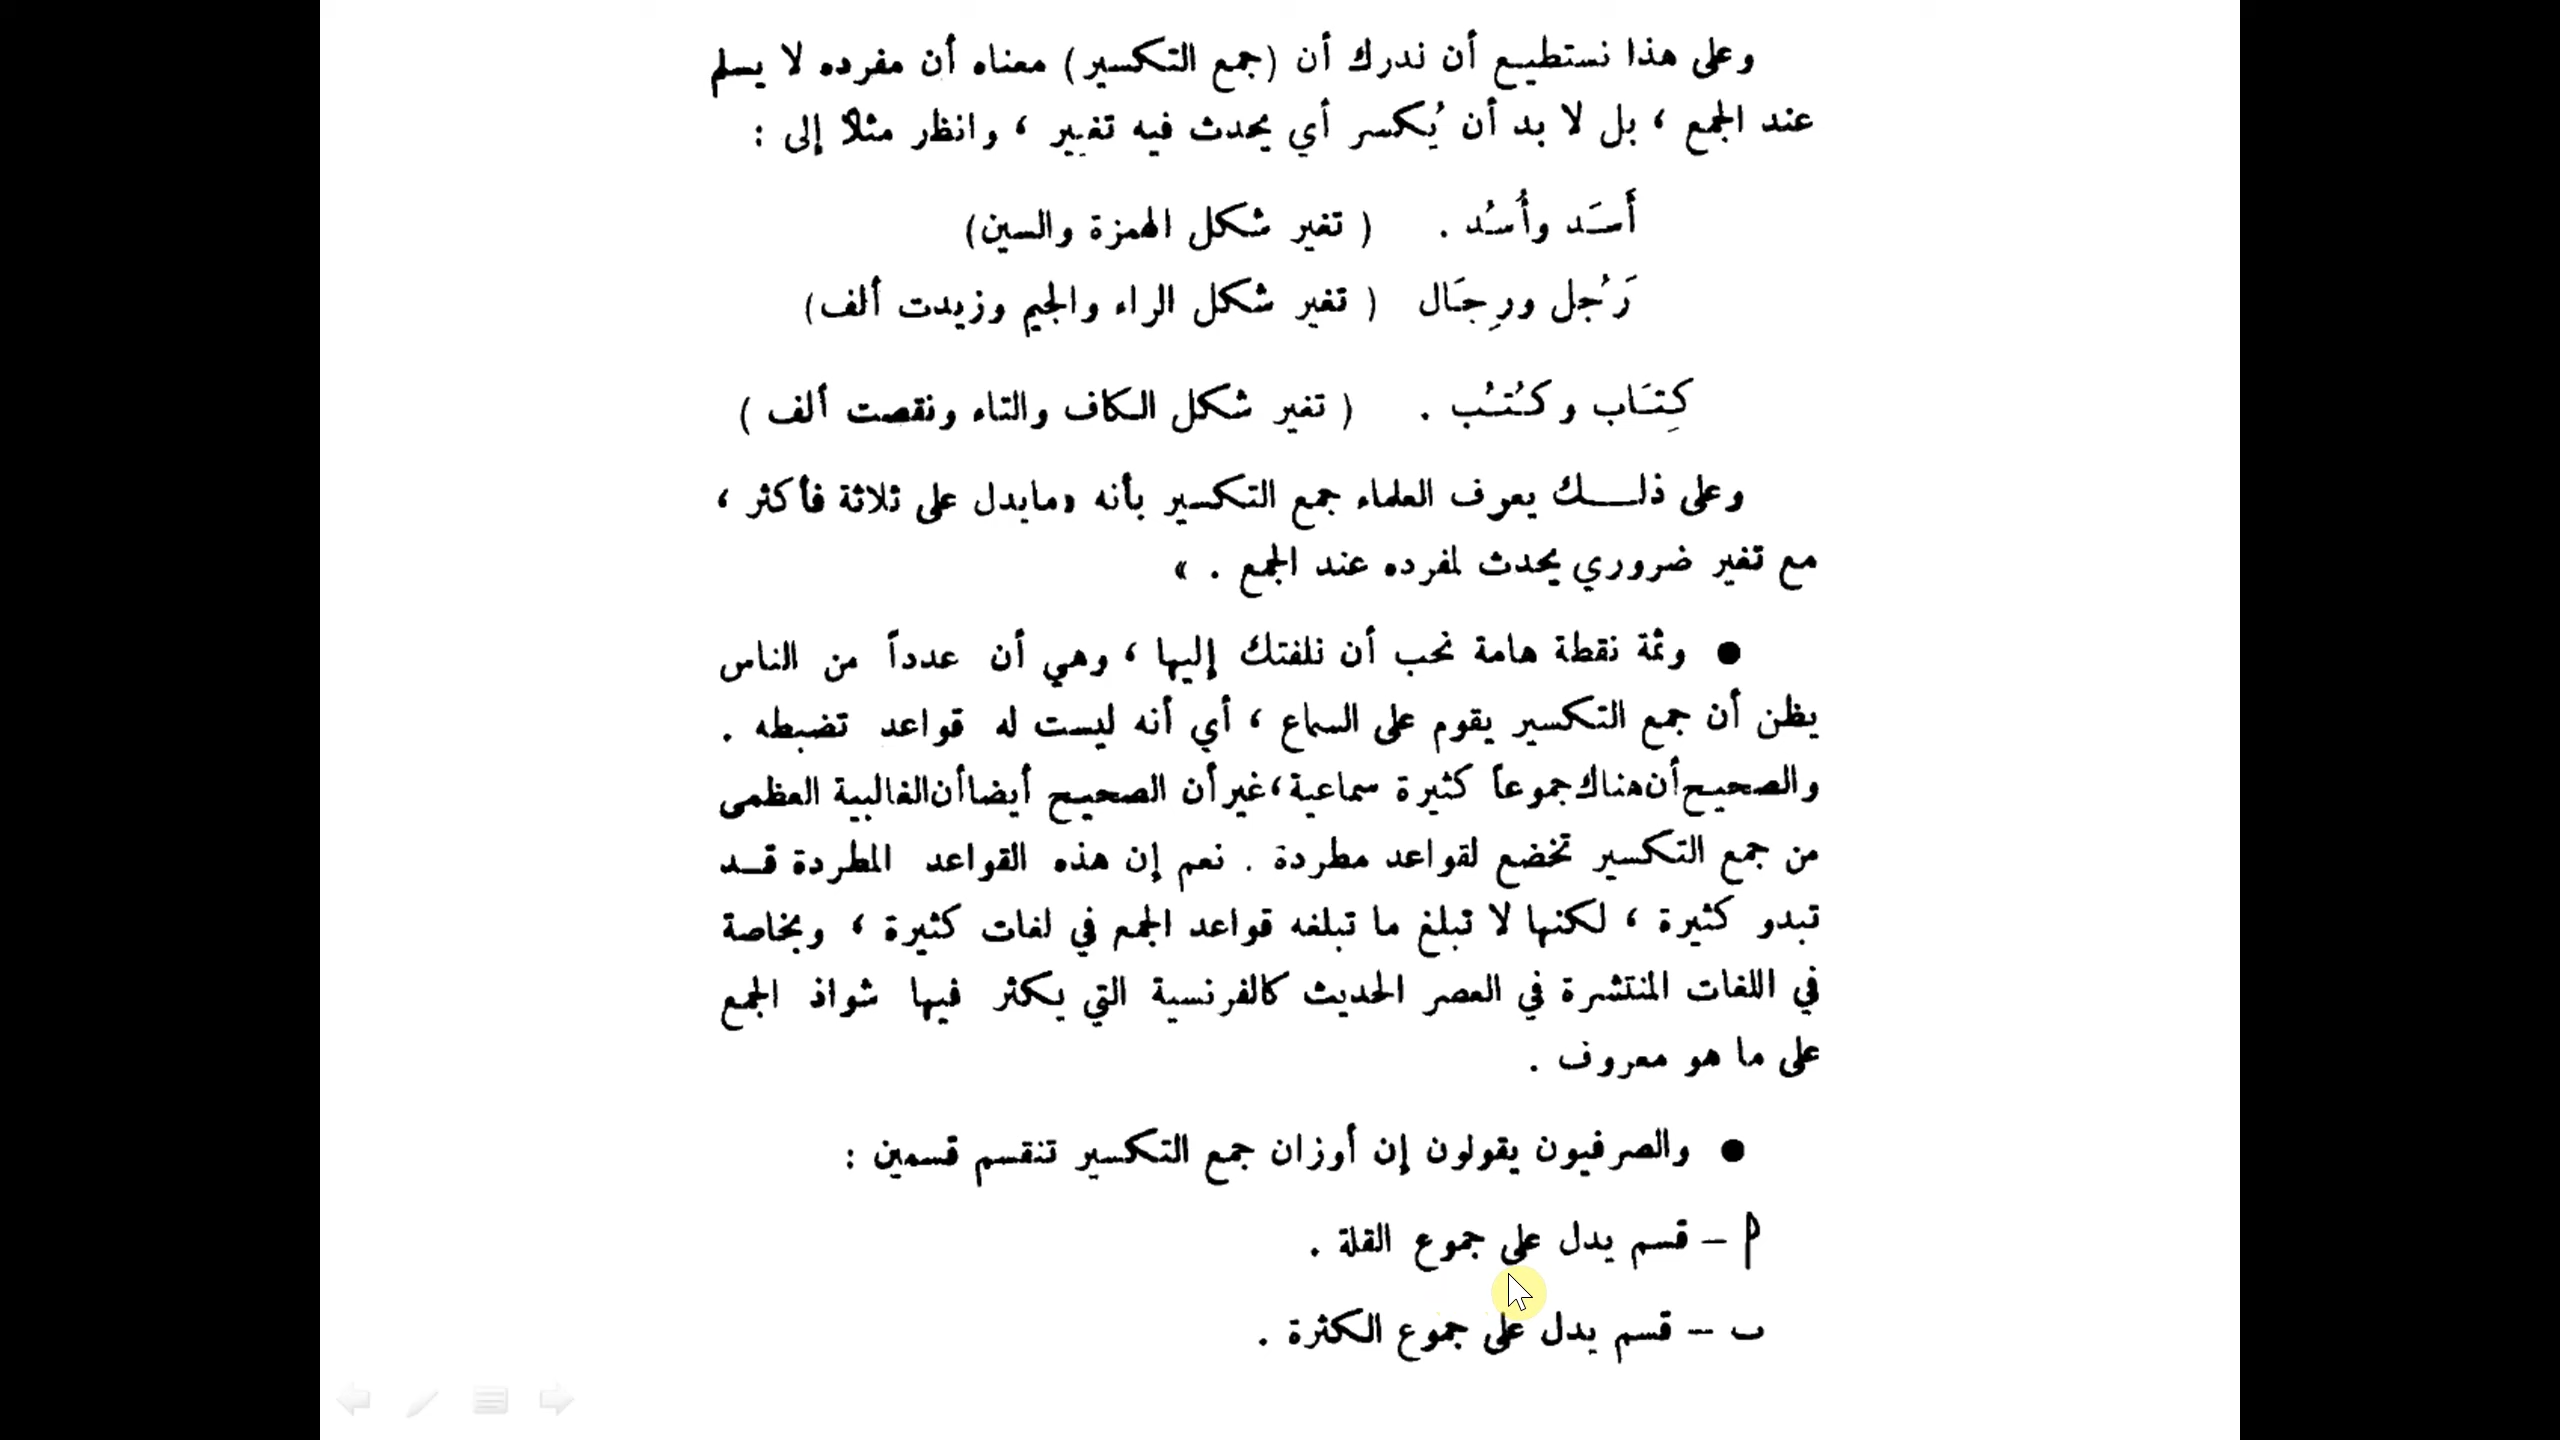 وعلى هذا نستطيع أن ندرك أن (جمع التكسير) معناه أن مفرده لا يسلم
عند الجمع ، بل لا بد أن يُكسر أي يحدث فيه تغيير ، وانظر مثلاً إلى :
أَسَد وأُسُد . ( تغير شكل الهمزة والسين)
رَجُل ورِجَال ( تغير شكل الراء والجيم وزيدت ألف)
كِتَاب وكُتُب . ( تغير شكل الكاف والتاء ونقصت ألف )
وعلى ذلك يعرف العلماء جمع التكسير بأنه «مايدل على ثلاثة فأكثر ،
مع تغير ضروري يحدث لمفرده عند الجمع . »
● وثمة نقطة هامة نحب أن نلفتك إليها ، وهي أن عدداً من الناس
يظن أن جمع التكسير يقوم على السماع ، أي أنه ليست له قواعد تضبطه .
والصحيح أن هناك جموعاً كثيرة سماعية ، غير أن الصحيح أيضا أن الغالبية العظمى
من جمع التكسير تخضع لقواعد مطردة . نعم إن هذه القواعد المطردة قد
تبدو كثيرة ، لكنها لا تبلغ ما تبلغه قواعد الجمع في لغات كثيرة ، وبخاصة
في اللغات المنتشرة في العصر الحديث كالفرنسية التي يكثر فيها شواذ الجمع
على ما هو معروف .
● والصرفيون يقولون إن أوزان جمع التكسير تنقسم قسمين :
أ – قسم يدل على جموع القلة .
ب – قسم يدل على جموع الكثرة .